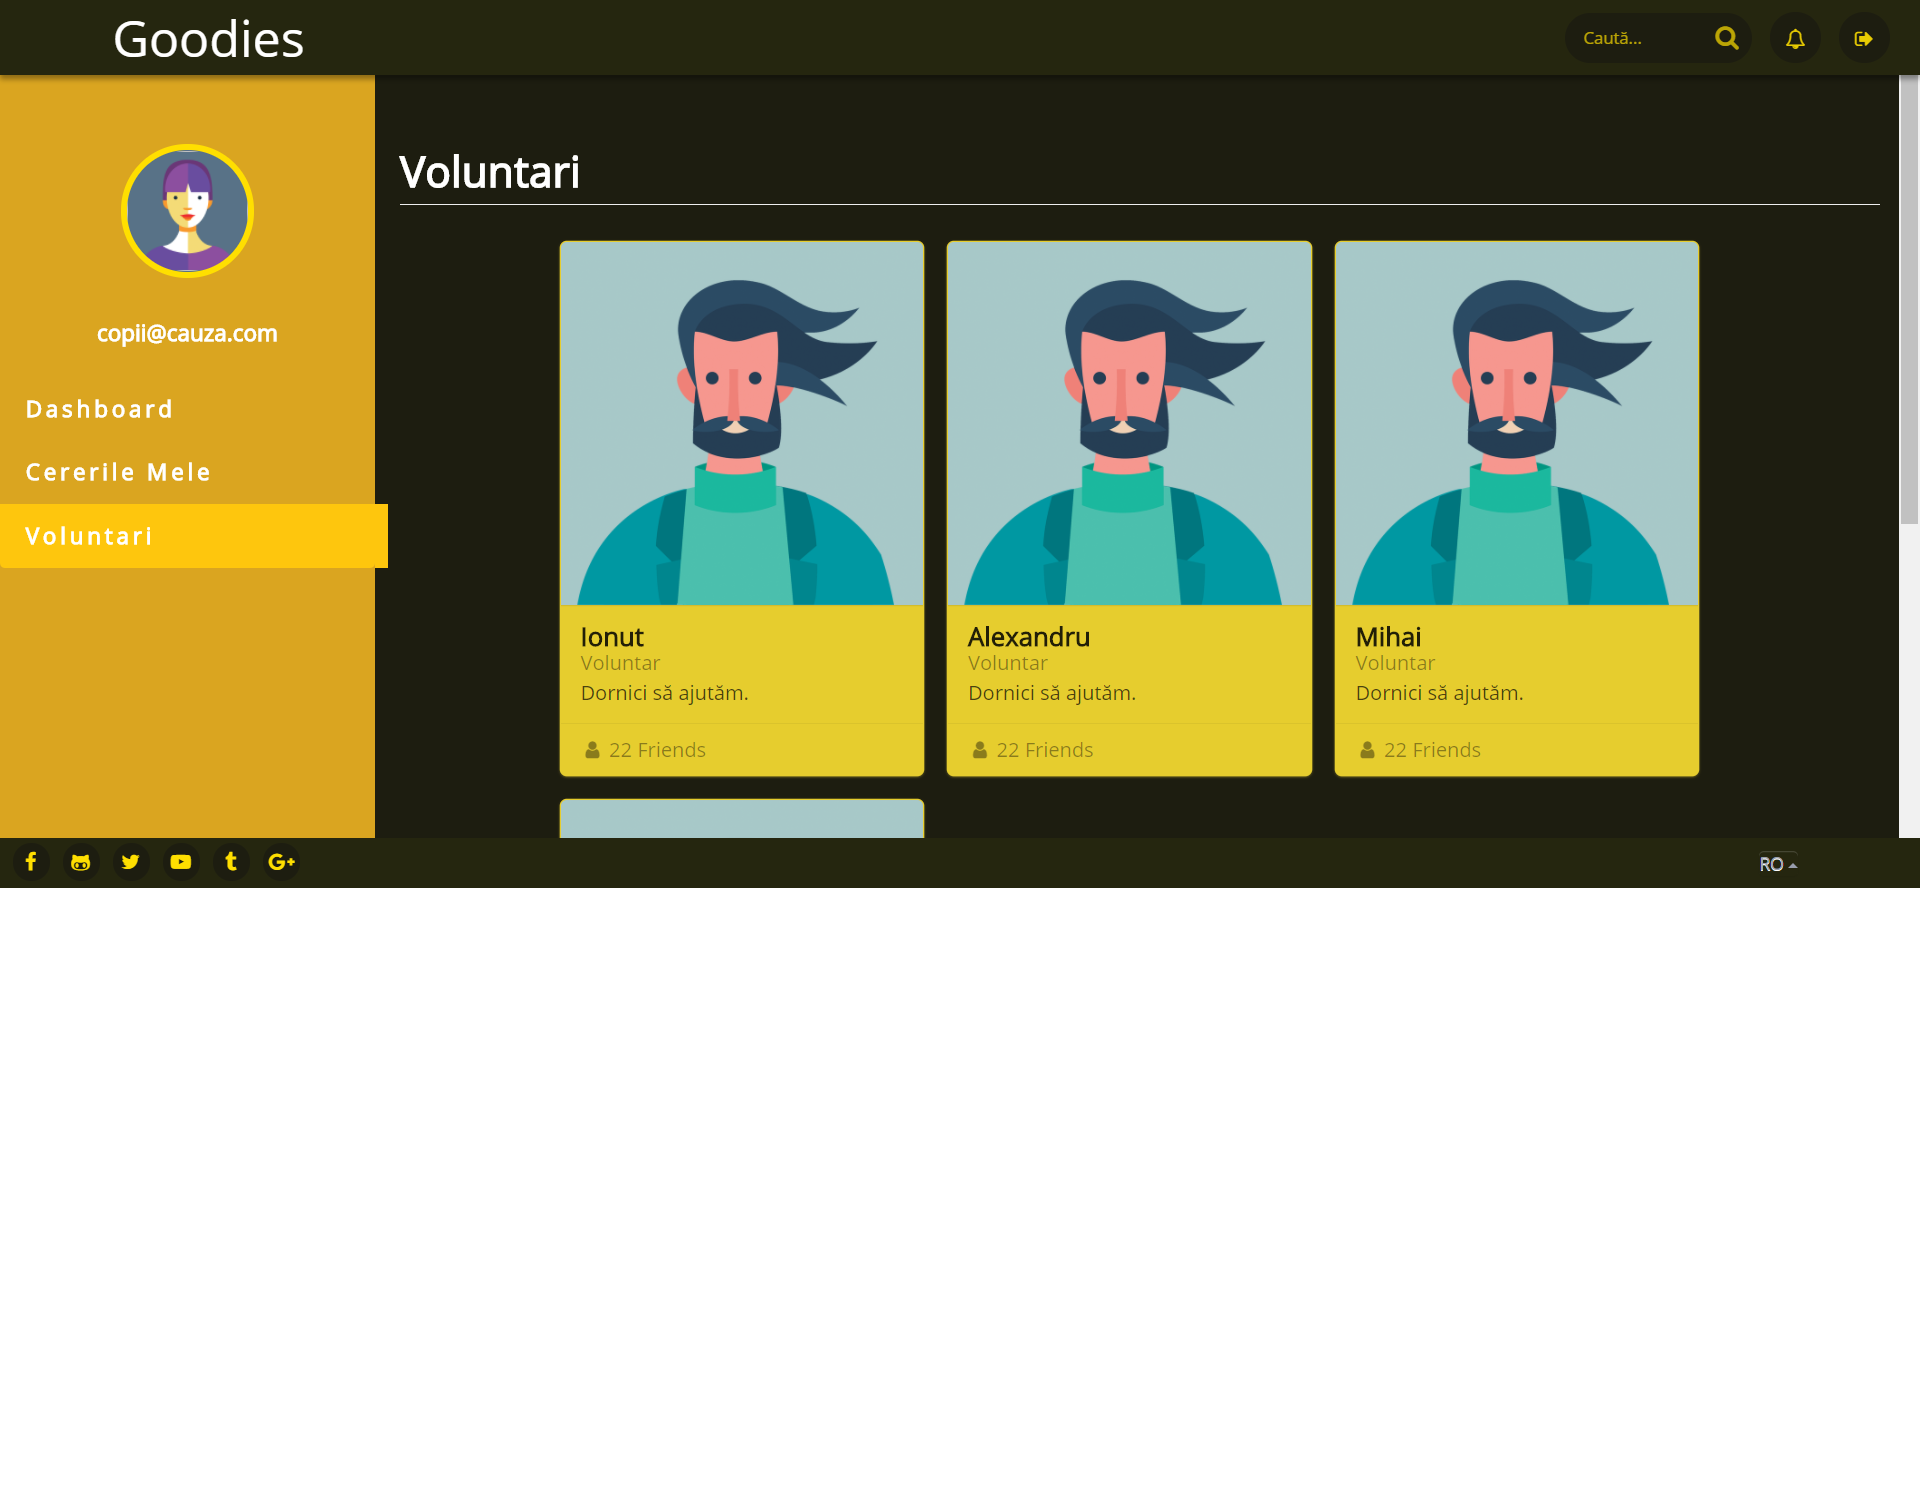 Goodies
Caută...
copii@cauza.com
Dashboard
Cererile Mele
Voluntari
Voluntari
Ionut
Voluntar
Dornici să ajutăm.
22 Friends
Alexandru
Voluntar
Dornici să ajutăm.
22 Friends
Mihai
Voluntar
Dornici să ajutăm.
22 Friends
RO